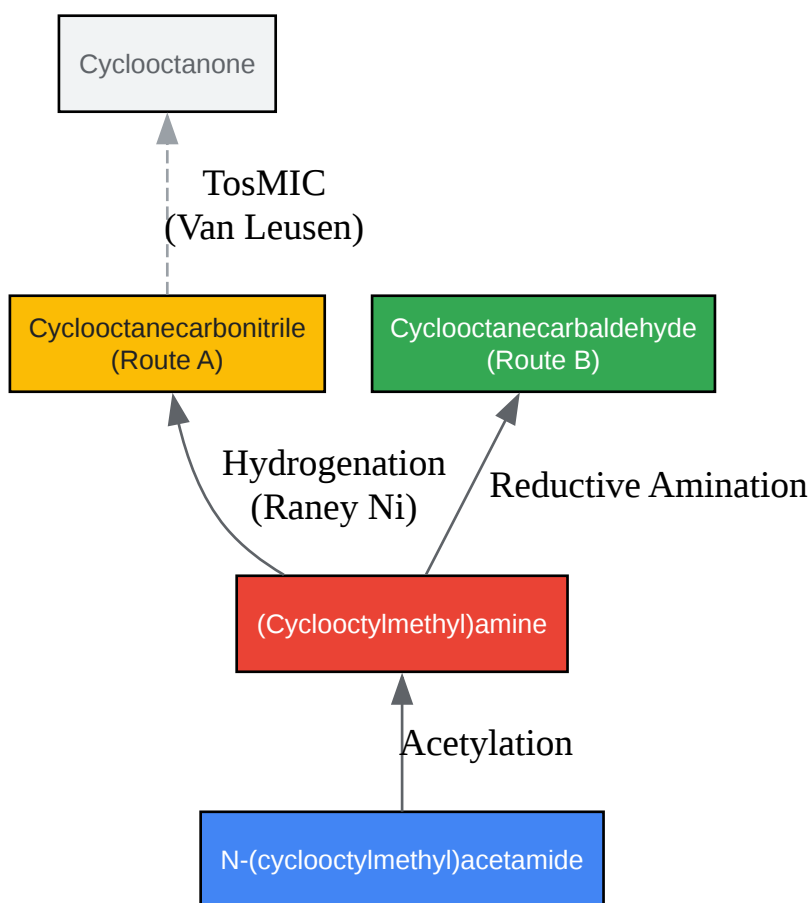 Cyclooctanone
TosMIC
(Van Leusen)
Cyclooctanecarbonitrile
(Route A)
Cyclooctanecarbaldehyde
(Route B)
Hydrogenation
(Raney Ni)
Reductive Amination
(Cyclooctylmethyl)amine
Acetylation
N-(cyclooctylmethyl)acetamide